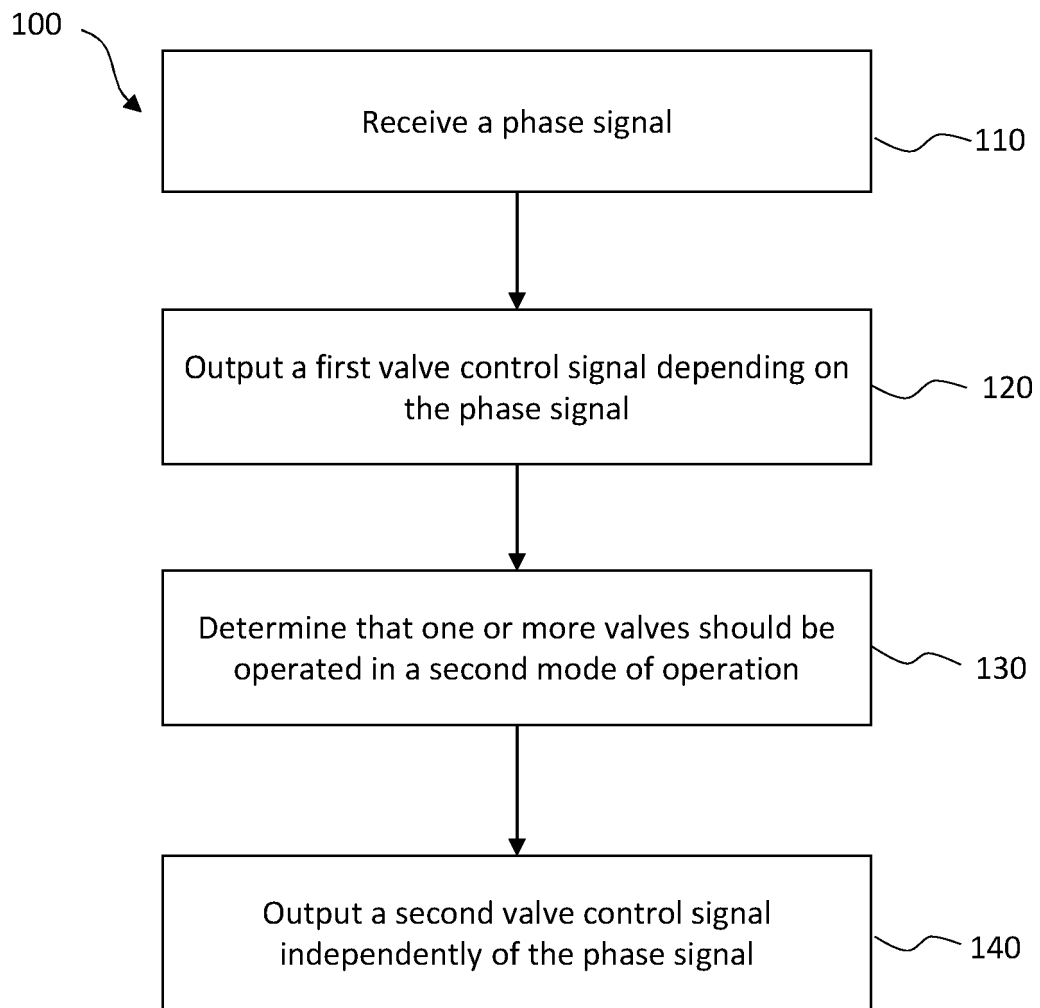 100
Receive a phase signal
110
Output a first valve control signal depending on
the phase signal
120
Determine that one or more valves should be
operated in a second mode of operation
130
Output a second valve control signal
independently of the phase signal
140